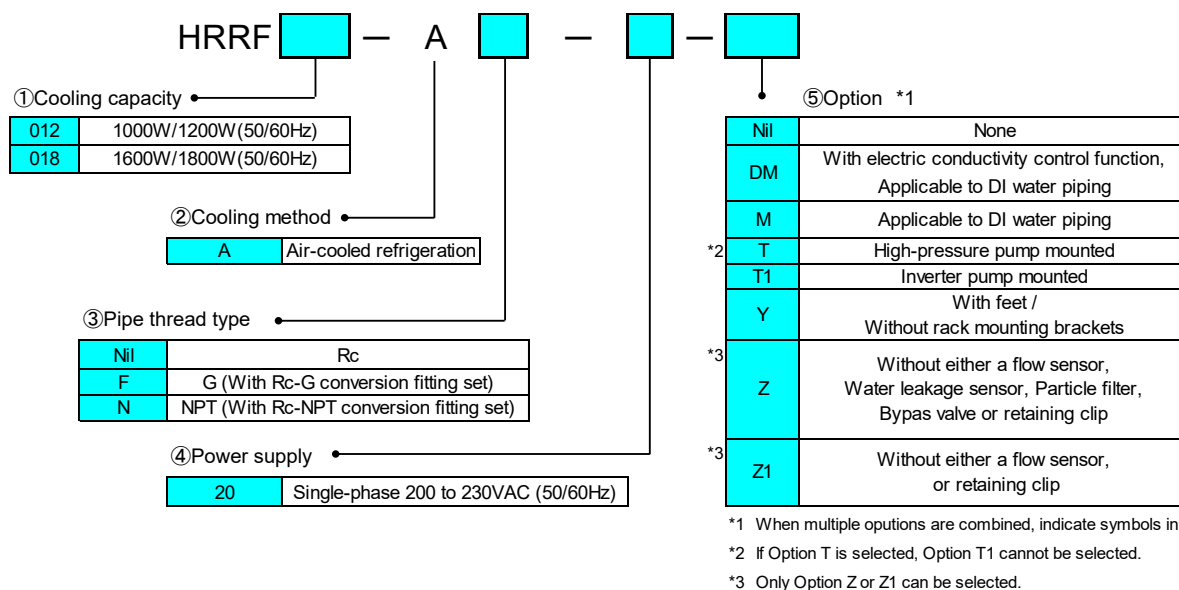 HRRF — A — —
①Cooling capacity
012 1000W/1200W(50/60Hz)
018 1600W/1800W(50/60Hz)
②Cooling method
A Air-cooled refrigeration
③Pipe thread type
Nil Rc
F G (With Rc-G conversion fitting set)
N NPT (With Rc-NPT conversion fitting set)
④Power supply
20 Single-phase 200 to 230VAC (50/60Hz)
⑤Option *1
Nil None
DM With electric conductivity control function,
Applicable to DI water piping
M Applicable to DI water piping
*2 T High-pressure pump mounted
T1 Inverter pump mounted
Y With feet /
Without rack mounting brackets
*3 Z Without either a flow sensor,
Water leakage sensor, Particle filter,
Bypas valve or retaining clip
*3 Z1 Without either a flow sensor,
or retaining clip
*1 When multiple oputions are combined, indicate symbols in
*2 If Option T is selected, Option T1 cannot be selected.
*3 Only Option Z or Z1 can be selected.